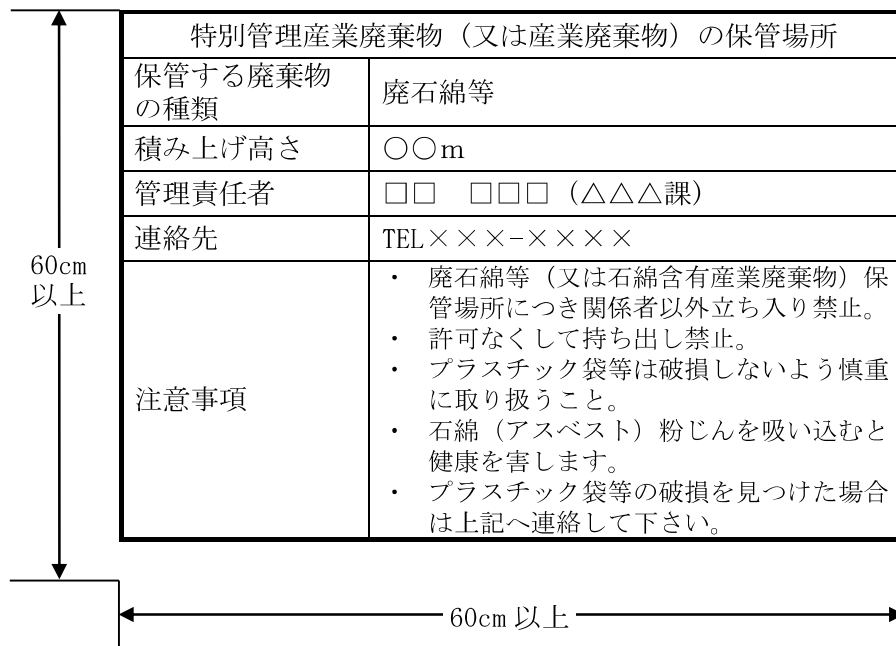 特別管理産業廃棄物（又は産業廃棄物）の保管場所
保管する廃棄物
の種類
廃石綿等
積み上げ高さ
〇〇ｍ
管理責任者
□□　□□□（△△△課）
連絡先
TEL×××-××××
60cm
以上
注意事項
・ 廃石綿等（又は石綿含有産業廃棄物）保
管場所につき関係者以外立ち入り禁止。
・ 許可なくして持ち出し禁止。
・ プラスチック袋等は破損しないよう慎重
に取り扱うこと。
・ 石綿（アスベスト）粉じんを吸い込むと
健康を害します。
・ プラスチック袋等の破損を見つけた場合
は上記へ連絡して下さい。
60cm 以上